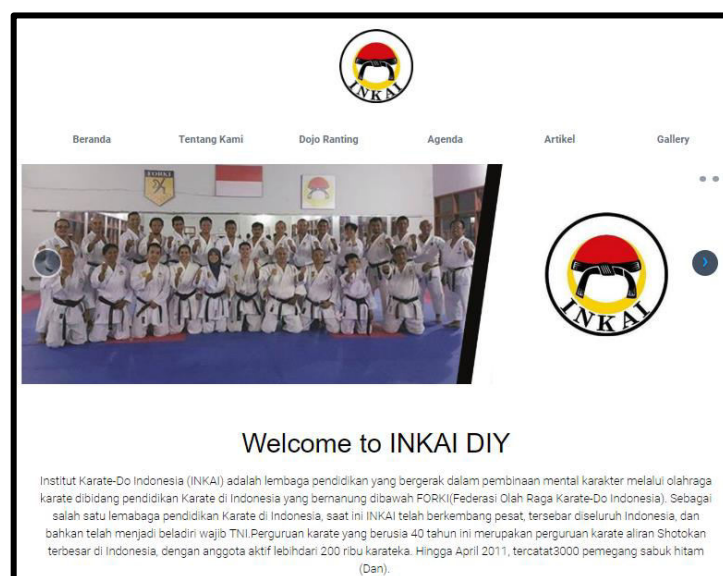 INKAI
Beranda Tentang Kami Dojo Ranting Agenda Artikel Gallery
FORKI
INKAI
Welcome to INKAI DIY
Institut Karate-Do Indonesia (INKAI) adalah lembaga pendidikan yang bergerak dalam pembinaan mental karakter melalui olahraga
karate dibidang pendidikan Karate di Indonesia yang bernanung dibawah FORKI(Federasi Olah Raga Karate-Do Indonesia). Sebagai
salah satu lemabaga pendidikan Karate di Indonesia, saat ini INKAI telah berkembang pesat, tersebar diseluruh Indonesia, dan
bahkan telah menjadi beladiri wajib TNI.Perguruan karate yang berusia 40 tahun ini merupakan perguruan karate aliran Shotokan
terbesar di Indonesia, dengan anggota aktif lebihdari 200 ribu karateka. Hingga April 2011, tercatat3000 pemegang sabuk hitam
(Dan).